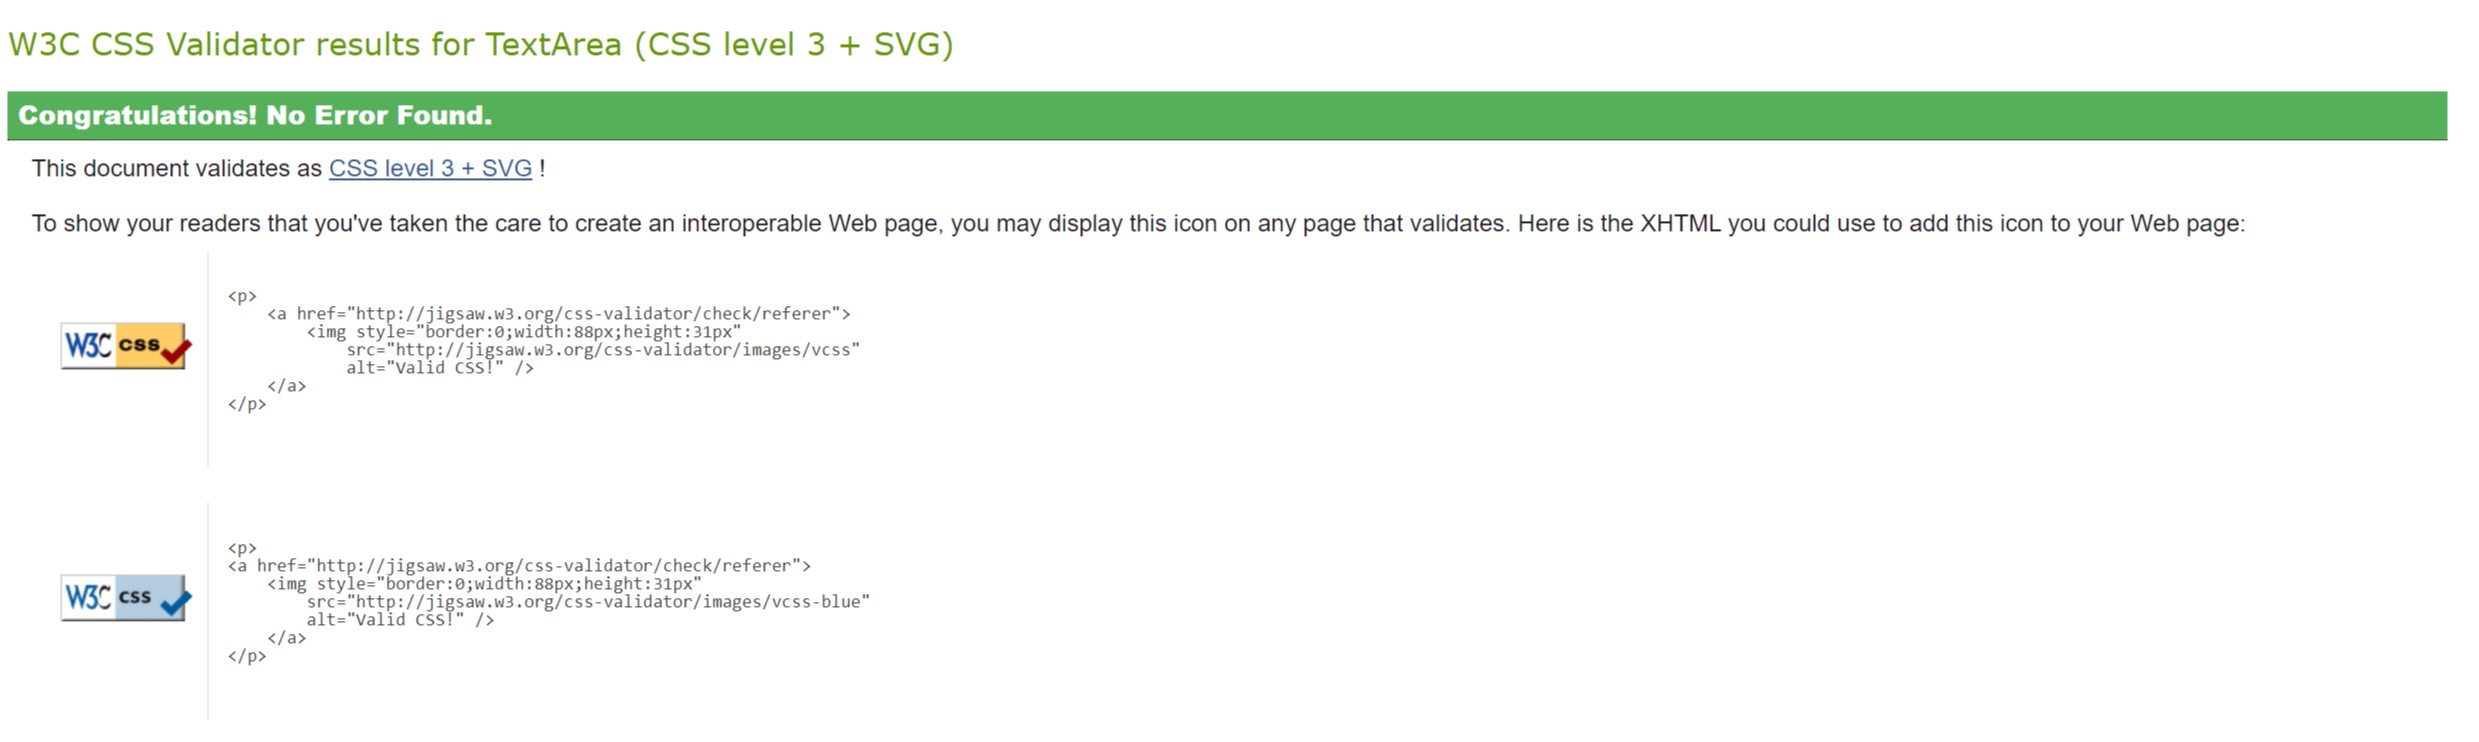 W3C CSS Validator results for TextArea (CSS level 3 + SVG)
Congratulations! No Error Found.
This document validates as CSS level 3 + SVG !
To show your readers that you've taken the care to create an interoperable Web page, you may display this icon on any page that validates. Here is the XHTML you could use to add this icon to your Web page:
W3C css
<p>
    <a href="http://jigsaw.w3.org/css-validator/check/referer">
        <img style="border:0;width:88px;height:31px"
            src="http://jigsaw.w3.org/css-validator/images/vcss"
            alt="Valid CSS!" />
    </a>
</p>
W3C css
<p>
<a href="http://jigsaw.w3.org/css-validator/check/referer">
    <img style="border:0;width:88px;height:31px"
        src="http://jigsaw.w3.org/css-validator/images/vcss-blue"
        alt="Valid CSS!" />
    </a>
</p>